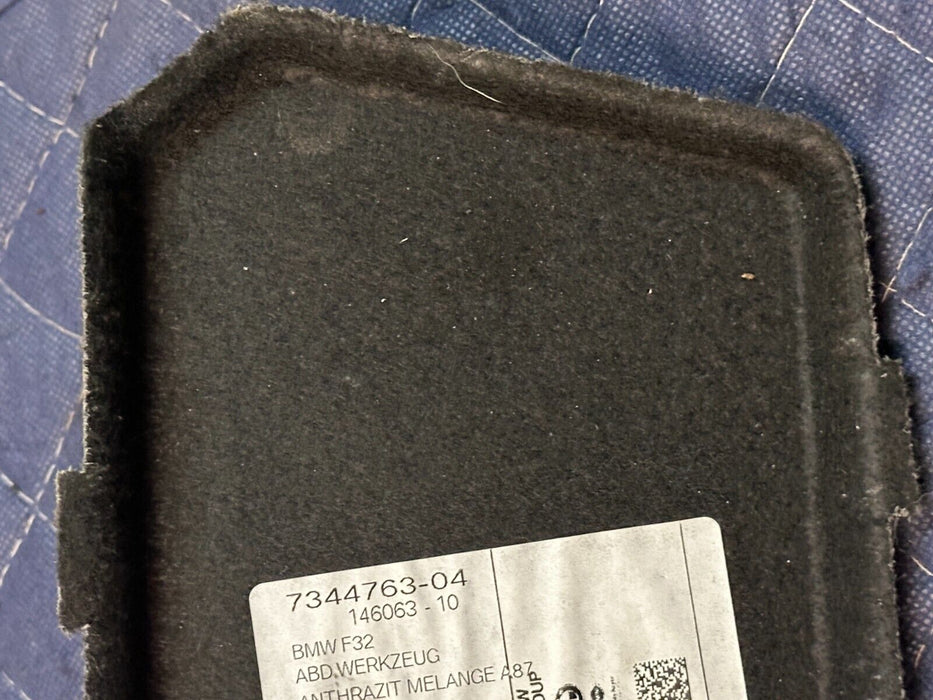 7344763-04
146063 - 10
BMW F32
ABD.WERKZEUG
ANTHRAZIT MELANGE A87